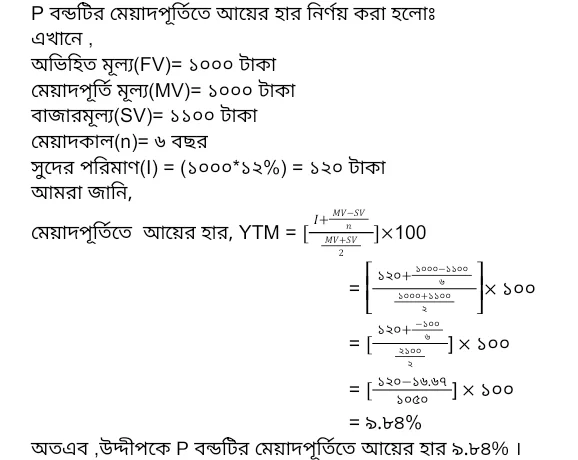 P বন্ডটির মেয়াদপূর্তিতে আয়ের হার নির্ণয় করা হলোঃ
এখানে ,
অভিহিত মূল্য(FV)= ১০০০ টাকা
মেয়াদপূর্তি মূল্য(MV)= ১০০০ টাকা
বাজারমূল্য(SV)= ১১০০ টাকা
মেয়াদকাল(n)= ৬ বছর
সুদের পরিমাণ(I) = (১০০০*১২%) = ১২০ টাকা
আমরা জানি,
মেয়াদপূর্তিতে আয়ের হার, YTM = [(I+(MV−SV)/n)/((MV+SV)/2)]×100
= [(১২০+(১০০০−১১০০)/৬)/((১০০০+১১০০)/২)]× ১০০
= [(১২০+(−১০০)/৬)/(২১০০/২)] × ১০০
= [(১২০−১৬.৬৭)/১০৫০] × ১০০
= ৯.৮৪%
অতএব ,উদ্দীপকে P বন্ডটির মেয়াদপূর্তিতে আয়ের হার ৯.৮৪% ।